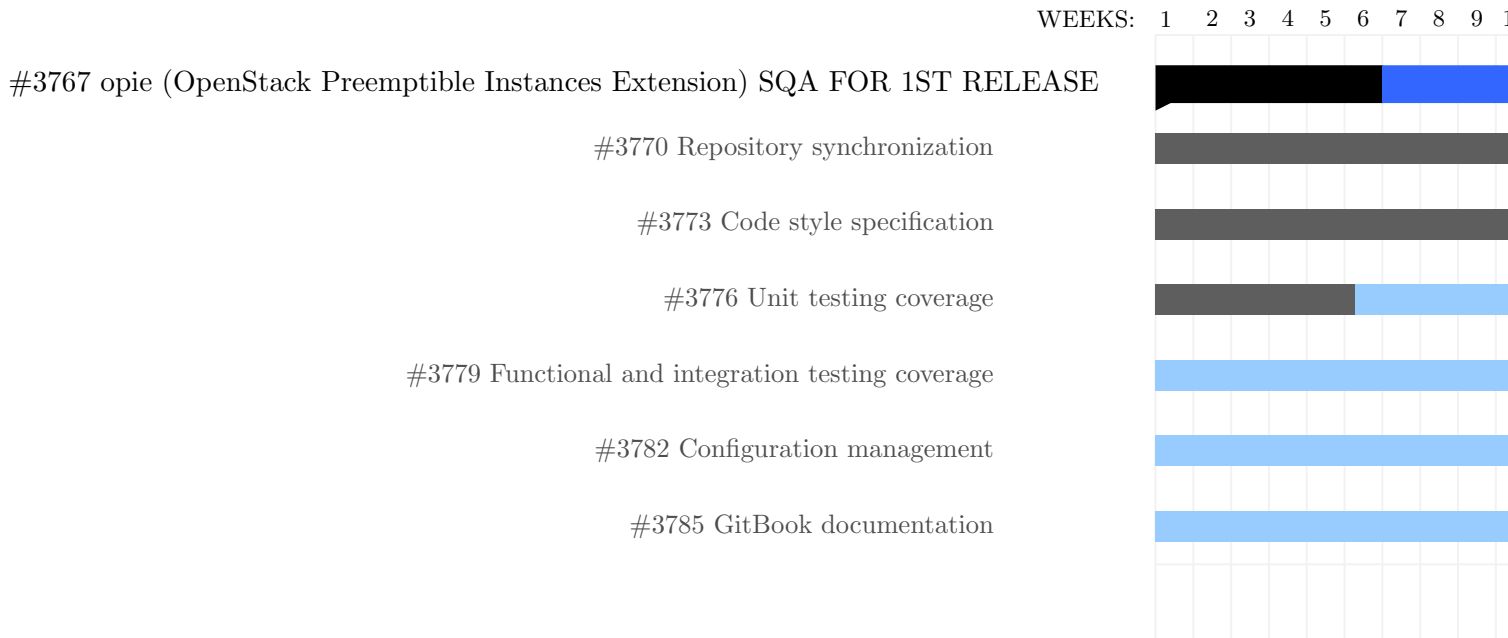 WEEKS: 1 2 3 4 5 6 7 8 9
#3767 opie (OpenStack Preemptible Instances Extension) SQA FOR 1ST RELEASE
#3770 Repository synchronization
#3773 Code style specification
#3776 Unit testing coverage
#3779 Functional and integration testing coverage
#3782 Configuration management
#3785 GitBook documentation